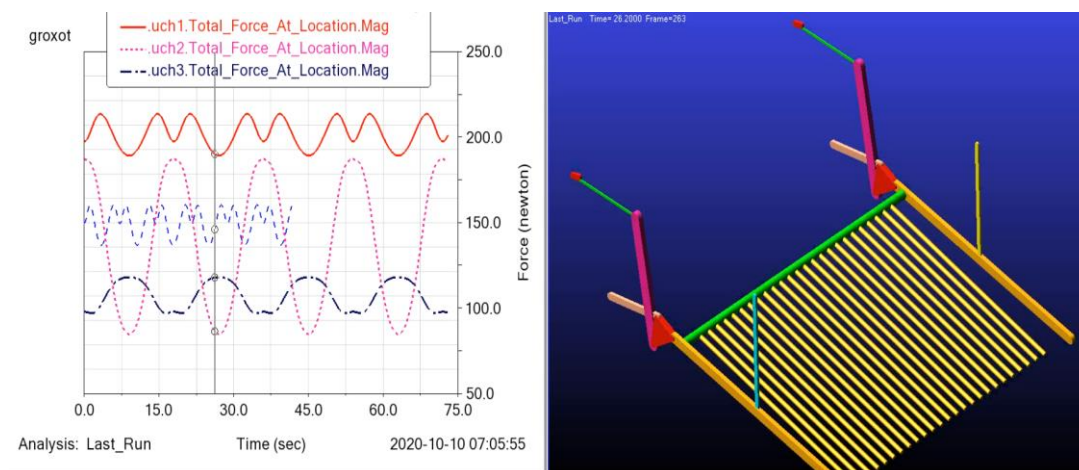 groxot
.uch1.Total_Force_At_Location.Mag
.uch2.Total_Force_At_Location.Mag
.uch3.Total_Force_At_Location.Mag
250.0
200.0
150.0
100.0
50.0
Force (newton)
0.0 15.0 30.0 45.0 60.0 75.0
Analysis: Last_Run Time (sec) 2020-10-10 07:05:55
Last_Run Time= 26.2000 Frame=263